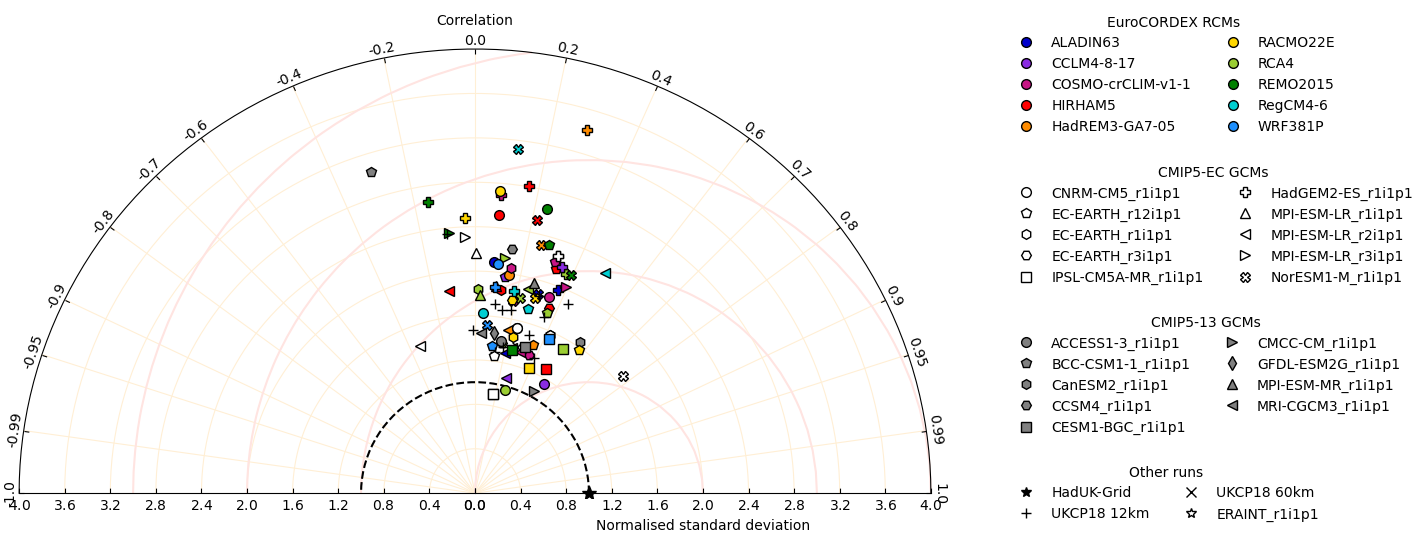 Correlation
-0.2 0.0 0.2
-0.4 0.4
-0.6 0.6
-0.7 0.7
-0.8 0.8
-0.9 0.9
-0.95 0.95
-0.99 0.99
-1.0 1.0
4.0 3.6 3.2 2.8 2.4 2.0 1.6 1.2 0.8 0.4 0.0 0.4 0.8 1.2 1.6 2.0 2.4 2.8 3.2 3.6 4.0
Normalised standard deviation
EuroCORDEX RCMs
ALADIN63 RACMO22E
CCLM4-8-17 RCA4
COSMO-crCLIM-v1-1 REMO2015
HIRHAM5 RegCM4-6
HadREM3-GA7-05 WRF381P
CMIP5-EC GCMs
CNRM-CM5_r1i1p1 HadGEM2-ES_r1i1p1
EC-EARTH_r12i1p1 MPI-ESM-LR_r1i1p1
EC-EARTH_r1i1p1 MPI-ESM-LR_r2i1p1
EC-EARTH_r3i1p1 MPI-ESM-LR_r3i1p1
IPSL-CM5A-MR_r1i1p1 NorESM1-M_r1i1p1
CMIP5-13 GCMs
ACCESS1-3_r1i1p1 CMCC-CM_r1i1p1
BCC-CSM1-1_r1i1p1 GFDL-ESM2G_r1i1p1
CanESM2_r1i1p1 MPI-ESM-MR_r1i1p1
CCSM4_r1i1p1 MRI-CGCM3_r1i1p1
CESM1-BGC_r1i1p1
Other runs
HadUK-Grid UKCP18 60km
UKCP18 12km ERAINT_r1i1p1